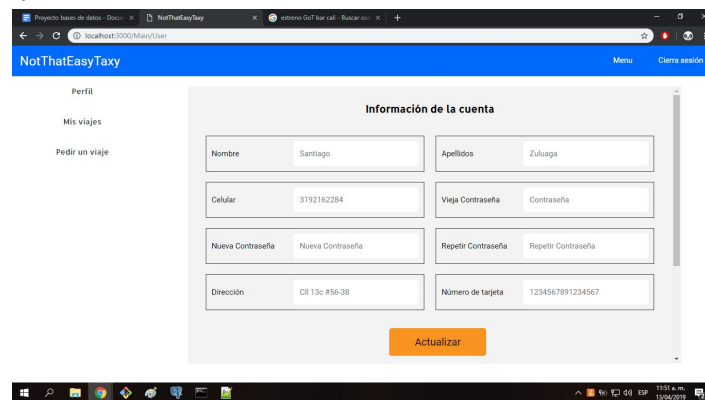 Proyecto bases de datos - Docu
NotThatEasyTaxy
estreno GoT bar cali - Buscar con
localhost:3000/Main/User
NotThatEasyTaxy
Menu
Cierra sesión
Perfil
Mis viajes
Pedir un viaje
Información de la cuenta
Nombre Santiago
Apellidos Zuluaga
Celular 3192162284
Vieja Contraseña Contraseña
Nueva Contraseña Nueva Contraseña
Repetir Contraseña Repetir Contraseña
Dirección Cll 13c #56-38
Número de tarjeta 1234567891234567
Actualizar
ESP
11:51 a. m.
13/04/2019